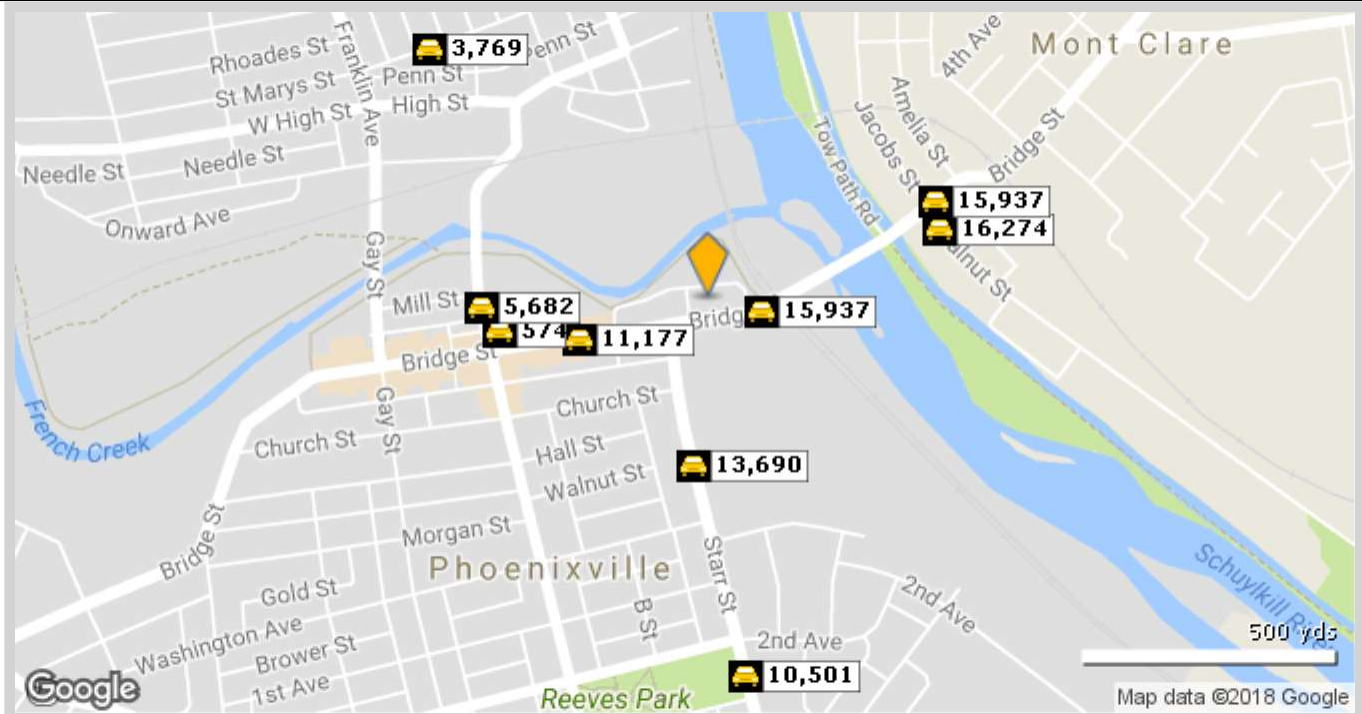 Rhoades St
Franklin Ave
3,769
Penn St
Penn St
St Marys St
High St
W High St
Needle St
Needle St
Onward Ave
Mont Clare
4th Ave
Amelia St
Jacobs St
Bridge St
Tow Path Rd
15,937
16,274
Gay St
Mill St
5,682
574
11,177
Bridg
15,937
Bridge St
Church St
Gay St
French Creek
Church St
Hall St
Walnut St
13,690
Morgan St
Bridge St
Phoenixville
Starr St
Gold St
B St
2nd Ave
Schuylkill River
Washington Ave
Brower St
1st Ave
2nd Ave
500 yds
10,501
Reeves Park
Google
Map data ©2018 Google